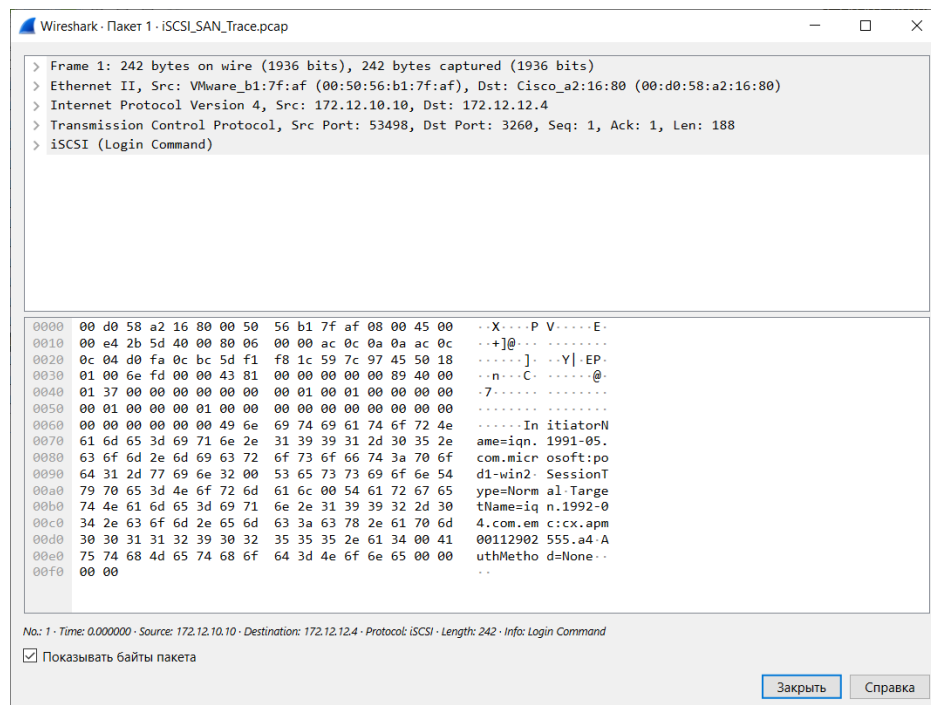 Wireshark · Пакет 1 · iSCSI_SAN_Trace.pcap
> Frame 1: 242 bytes on wire (1936 bits), 242 bytes captured (1936 bits)
> Ethernet II, Src: VMware_b1:7f:af (00:50:56:b1:7f:af), Dst: Cisco_a2:16:80 (00:d0:58:a2:16:80)
> Internet Protocol Version 4, Src: 172.12.10.10, Dst: 172.12.12.4
> Transmission Control Protocol, Src Port: 53498, Dst Port: 3260, Seq: 1, Ack: 1, Len: 188
> iSCSI (Login Command)
0000 00 d0 58 a2 16 80 00 50 56 b1 7f af 08 00 45 00 ··X····P V·····E·
0010 00 e4 2b 5d 40 00 80 06 00 00 ac 0c 0a 0a ac 0c ··+]@··· ········
0020 0c 04 d0 fa 0c bc 5d f1 f8 1c 59 7c 97 45 50 18 ······]· ··Y|·EP·
0030 01 00 6e fd 00 00 43 81 00 00 00 00 00 89 40 00 ··n···C· ······@·
0040 01 37 00 00 00 00 00 00 00 01 00 01 00 00 00 00 ·7······ ········
0050 00 01 00 00 00 01 00 00 00 00 00 00 00 00 00 00 ········ ········
0060 00 00 00 00 00 00 49 6e 69 74 69 61 74 6f 72 4e ······In itiatorN
0070 61 6d 65 3d 69 71 6e 2e 31 39 39 31 2d 30 35 2e ame=iqn. 1991-05.
0080 63 6f 6d 2e 6d 69 63 72 6f 73 6f 66 74 3a 70 6f com.micr osoft:po
0090 64 31 2d 77 69 6e 32 00 53 65 73 73 69 6f 6e 54 d1-win2· SessionT
00a0 79 70 65 3d 4e 6f 72 6d 61 6c 00 54 61 72 67 65 ype=Norm al·Targe
00b0 74 4e 61 6d 65 3d 69 71 6e 2e 31 39 39 32 2d 30 tName=iq n.1992-0
00c0 34 2e 63 6f 6d 2e 65 6d 63 3a 63 78 2e 61 70 6d 4.com.em c:cx.apm
00d0 30 30 31 31 32 39 30 32 35 35 35 2e 61 34 00 41 00112902 555.a4·A
00e0 75 74 68 4d 65 74 68 6f 64 3d 4e 6f 6e 65 00 00 uthMetho d=None··
00f0 00 00 ··
No.: 1 · Time: 0.000000 · Source: 172.12.10.10 · Destination: 172.12.12.4 · Protocol: iSCSI · Length: 242 · Info: Login Command
Показывать байты пакета
Закрыть Справка